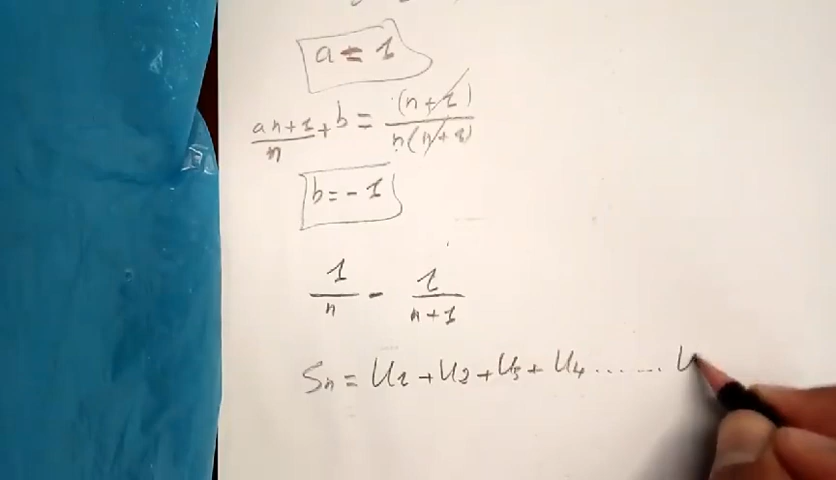 a = 1
an+1/n + b = (n+1)/n(n+1)
b = - 1
1/n - 1/n+1
Sn = U1 + U2 + U3 + U4 ...... U